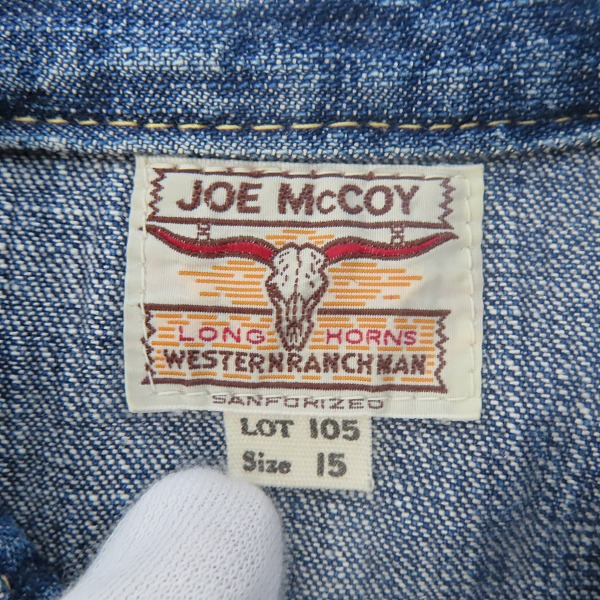 JOE McCOY
LONG HORNS
WESTERNRANCHMAN
SANFORIZED
LOT 105
Size 15